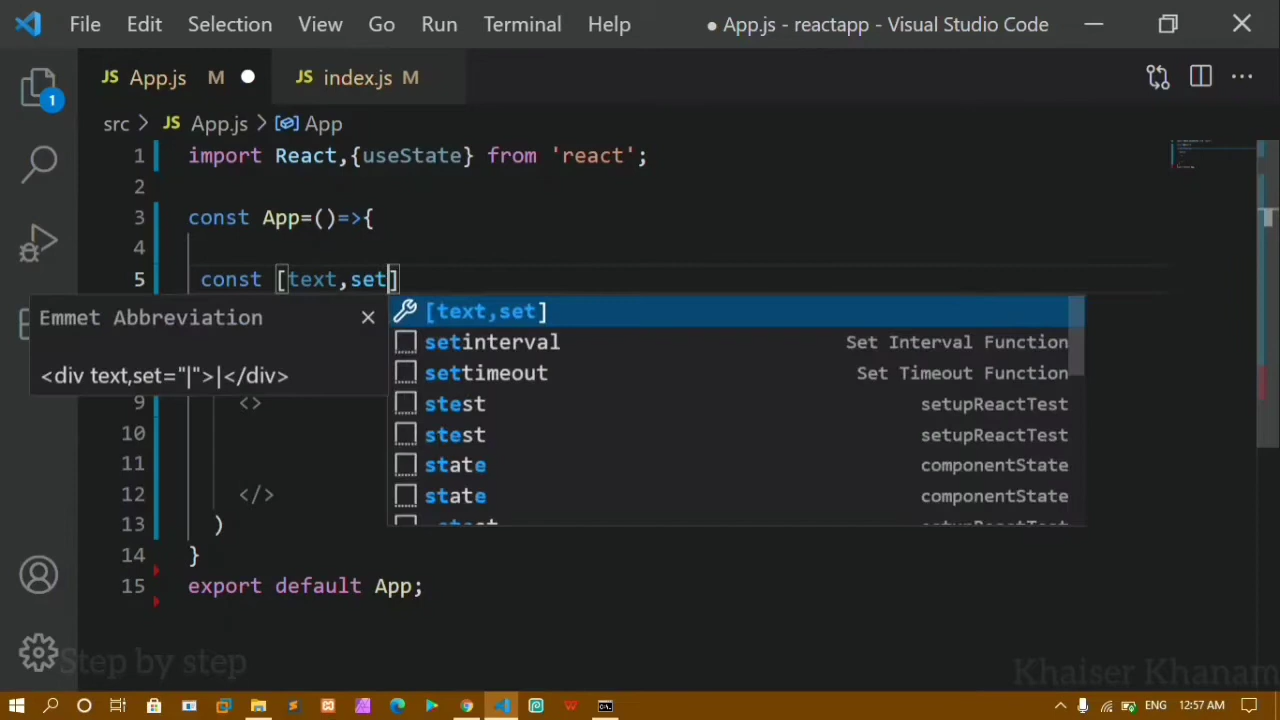 File Edit Selection View Go Run Terminal Help ● App.js - reactapp - Visual Studio Code
JS App.js M JS index.js M
1
src > JS App.js > App
1 import React,{useState} from 'react';
2
3 const App=()=>{
4
5 const [text,set]
Emmet Abbreviation
<div text,set="|">|</div>
[text,set]
setinterval Set Interval Function
settimeout Set Timeout Function
stest setupReactTest
stest setupReactTest
state componentState
state componentState
9 <>
10
11
12 </>
13 )
14 }
15 export default App;
Step by step
Khaiser Khanam
ENG 12:57 AM